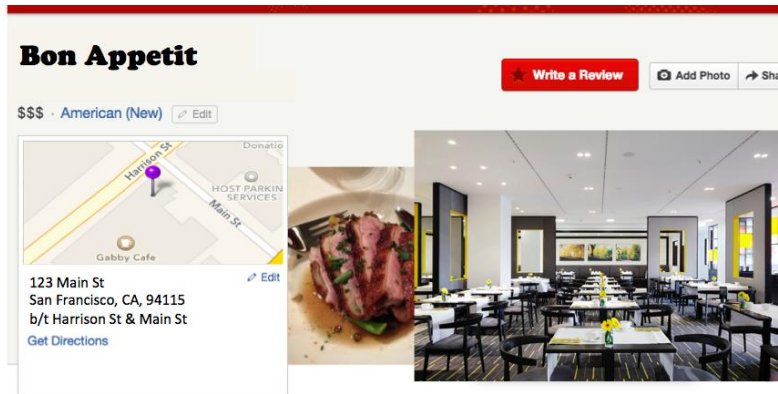 Bon Appetit
Write a Review
Add Photo
$$$ · American (New)
Edit
Harrison St
HOST PARKIN
SERVICES
Main St
Gabby Cafe
123 Main St
Edit
San Francisco, CA, 94115
b/t Harrison St & Main St
Get Directions